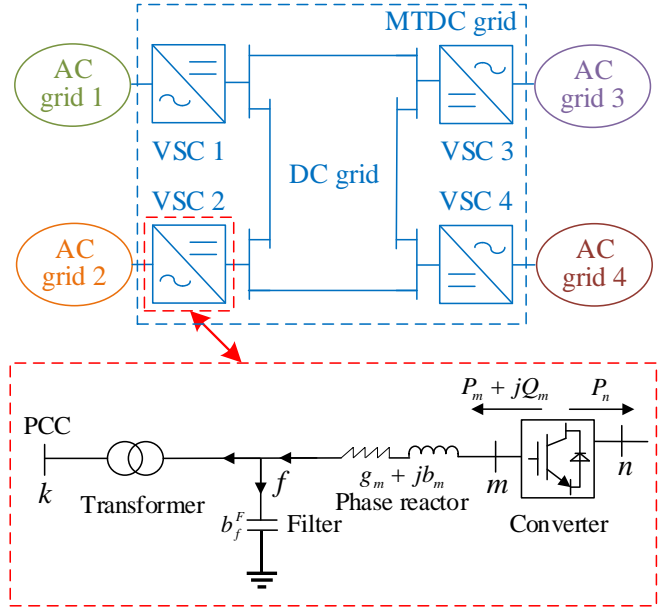 MTDC grid
AC
grid 1
AC
grid 3
VSC 1
VSC 3
DC grid
VSC 2
VSC 4
AC
grid 2
AC
grid 4
P_m + jQ_m
P_n
PCC
k
Transformer
f
g_m + jb_m
Phase reactor
m
n
b_f^F
Filter
Converter